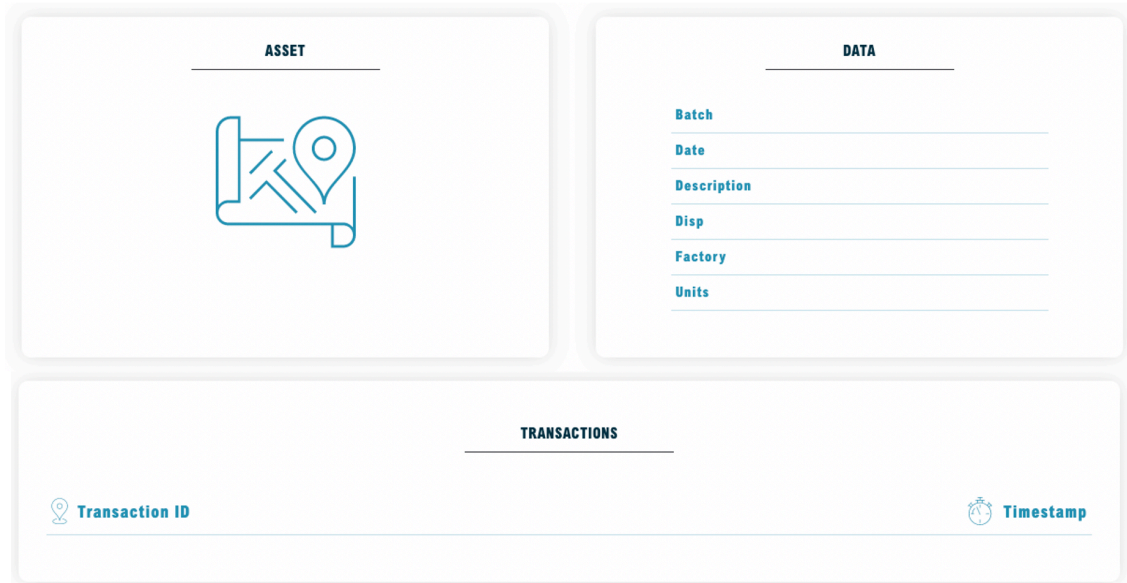 ASSET
DATA
Batch
Date
Description
Disp
Factory
Units
TRANSACTIONS
Transaction ID
Timestamp